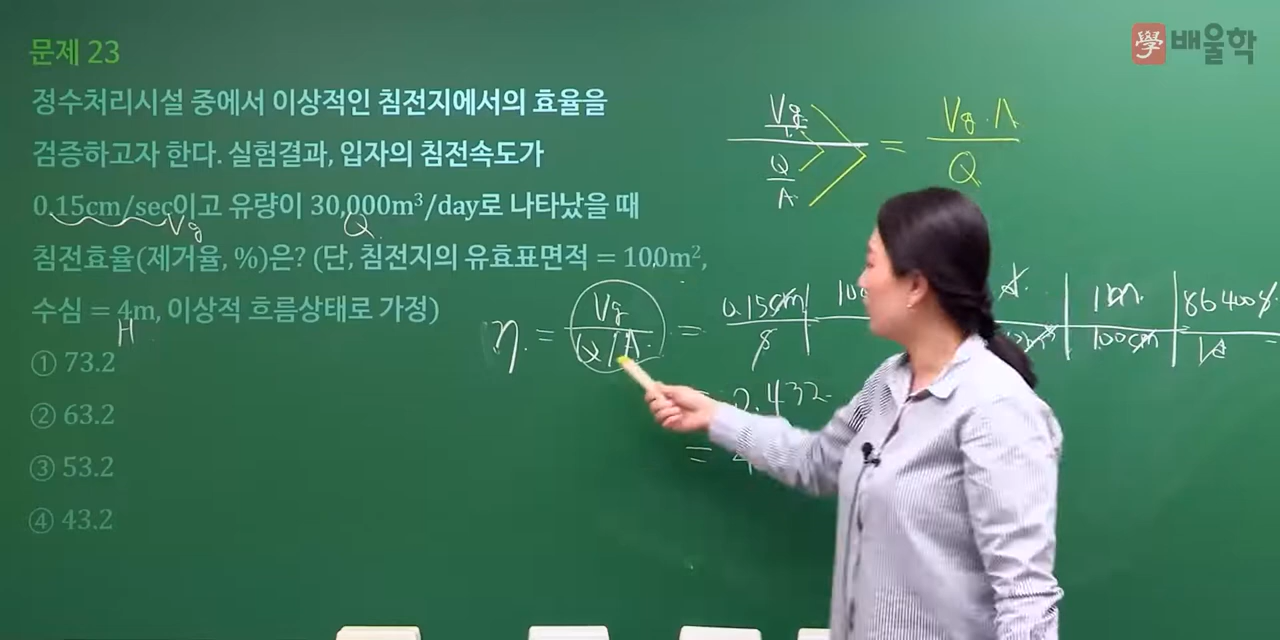 學 배울학
문제 23
정수처리시설 중에서 이상적인 침전지에서의 효율을
검증하고자 한다. 실험결과, 입자의 침전속도가
0.15cm/sec이고 유량이 30,000m³/day로 나타났을 때
Vg Q
침전효율(제거율, %)은? (단, 침전지의 유효표면적 = 100m²,
수심 = 4m, 이상적 흐름상태로 가정)
H
① 73.2
② 63.2
③ 53.2
④ 43.2
Vg Vg.A
=
Q Q
A
η = Vg = 0.15cm 100 d 1m 86400s
Q/A s 100cm 1d =
0.432
=